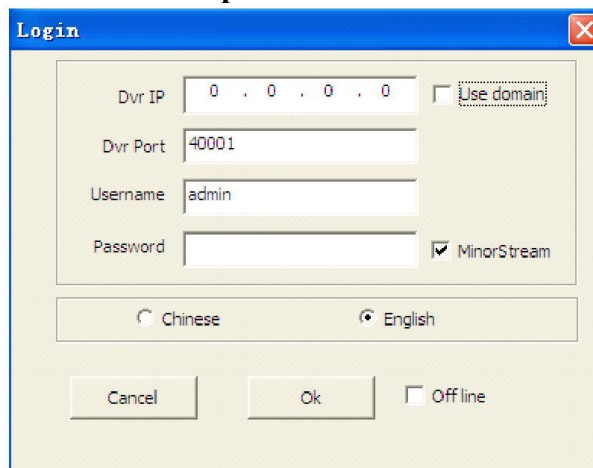 Login
Dvr IP 0 . 0 . 0 . 0 Use domain
Dvr Port 40001
Username admin
Password MinorStream
Chinese English
Cancel Ok Off line